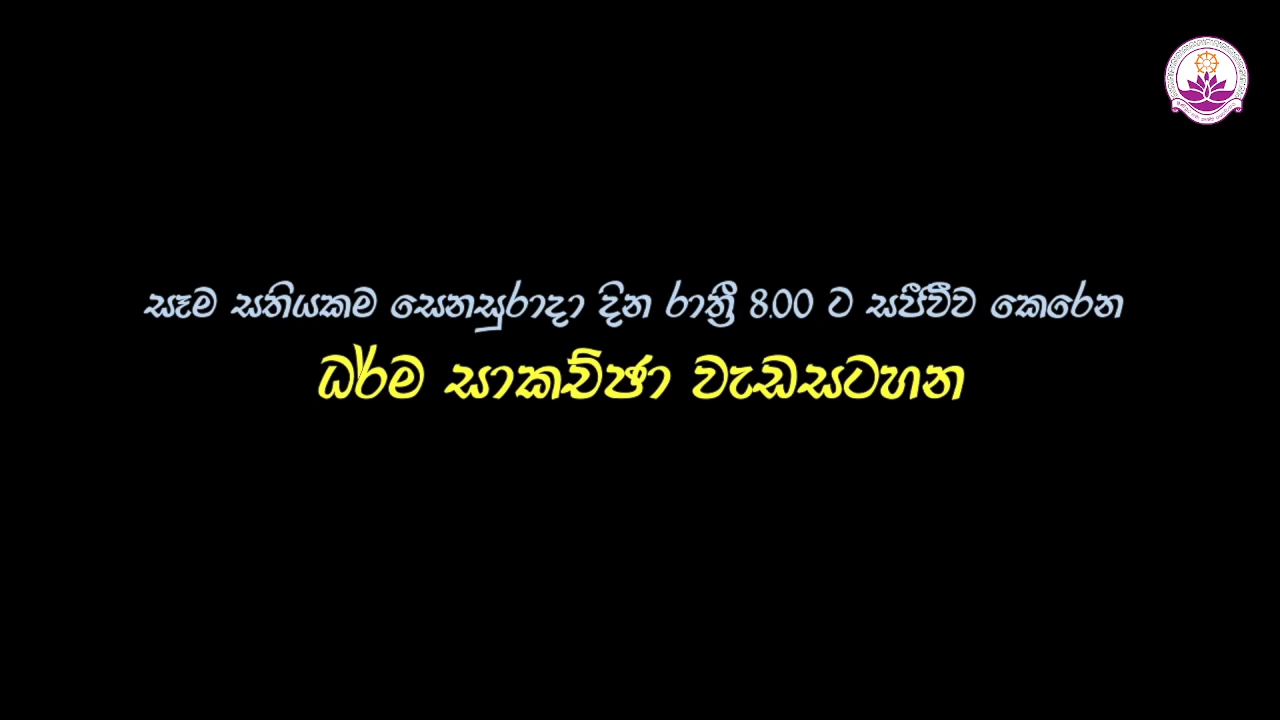 සෑම සතියකම සෙනසුරාදා දින රාත්‍රී 8.00 ට සජීවීව කෙරෙන
ධර්ම සාකච්ඡා වැඩසටහන